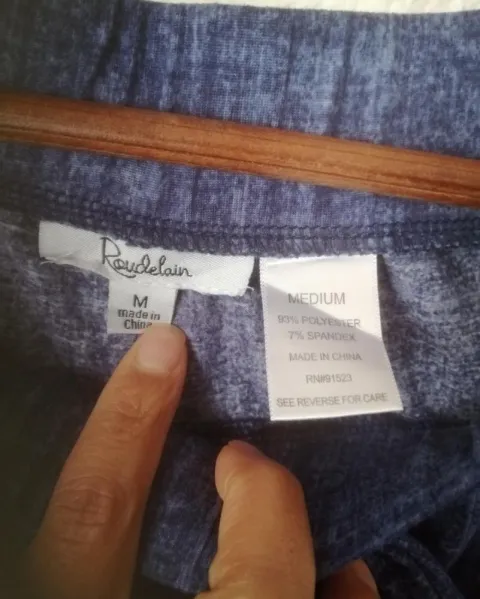 Roudelain
M
made in
China
MEDIUM
93% POLYESTER
7% SPANDEX
MADE IN CHINA
RN#91523
SEE REVERSE FOR CARE